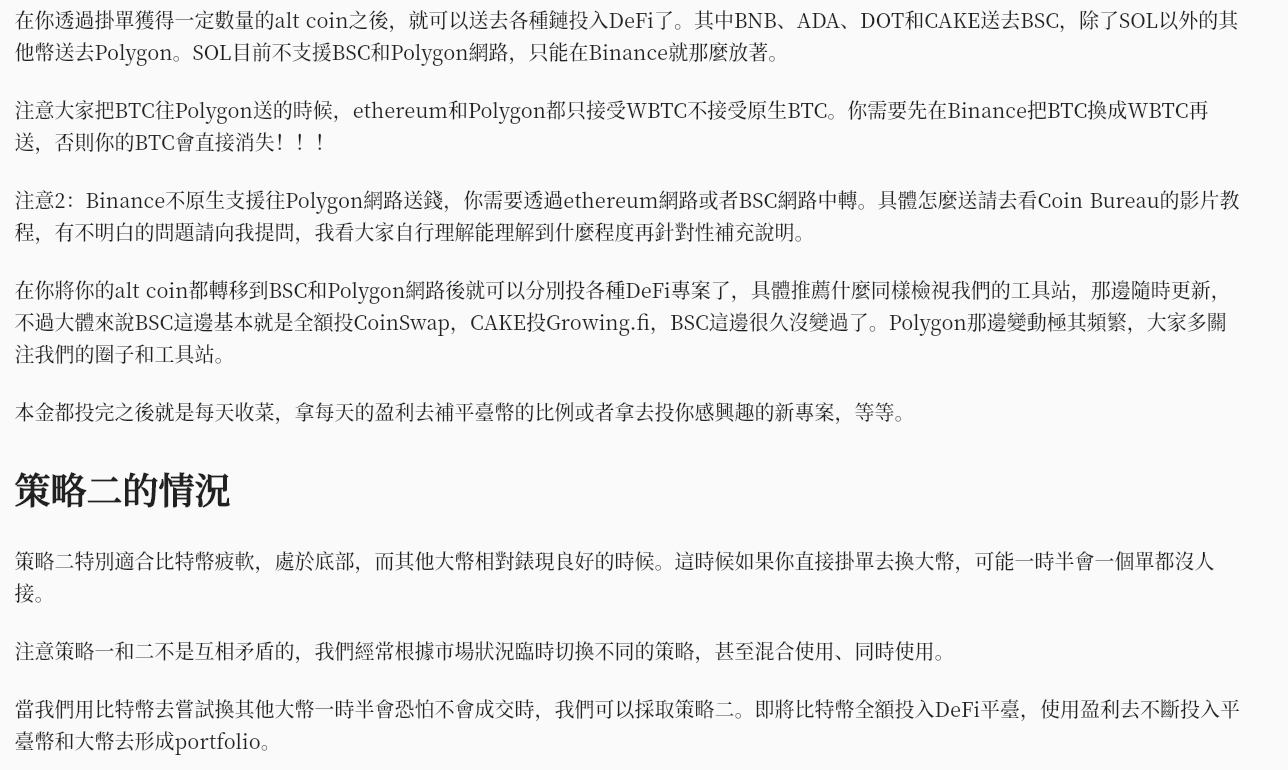 在你透過掛單獲得一定數量的alt coin之後，就可以送去各種鏈投入DeFi了。其中BNB、ADA、DOT和CAKE送去BSC，除了SOL以外的其
他幣送去Polygon。SOL目前不支援BSC和Polygon網路，只能在Binance就那麼放著。
注意大家把BTC往Polygon送的時候，ethereum和Polygon都只接受WBTC不接受原生BTC。你需要先在Binance把BTC換成WBTC再
送，否則你的BTC會直接消失！！！
注意2：Binance不原生支援往Polygon網路送錢，你需要透過ethereum網路或者BSC網路中轉。具體怎麼送請去看Coin Bureau的影片教
程，有不明白的問題請向我提問，我看大家自行理解能理解到什麼程度再針對性補充說明。
在你將你的alt coin都轉移到BSC和Polygon網路後就可以分別投各種DeFi專案了，具體推薦什麼同樣檢視我們的工具站，那邊隨時更新，
不過大體來說BSC這邊基本就是全額投CoinSwap，CAKE投Growing.fi，BSC這邊很久沒變過了。Polygon那邊變動極其頻繁，大家多關
注我們的圈子和工具站。
本金都投完之後就是每天收菜，拿每天的盈利去補平臺幣的比例或者拿去投你感興趣的新專案，等等。
策略二的情況
策略二特別適合比特幣疲軟，處於底部，而其他大幣相對錶現良好的時候。這時候如果你直接掛單去換大幣，可能一時半會一個單都沒人
接。
注意策略一和二不是互相矛盾的，我們經常根據市場狀況臨時切換不同的策略，甚至混合使用、同時使用。
當我們用比特幣去嘗試換其他大幣一時半會恐怕不會成交時，我們可以採取策略二。即將比特幣全額投入DeFi平臺，使用盈利去不斷投入平
臺幣和大幣去形成portfolio。